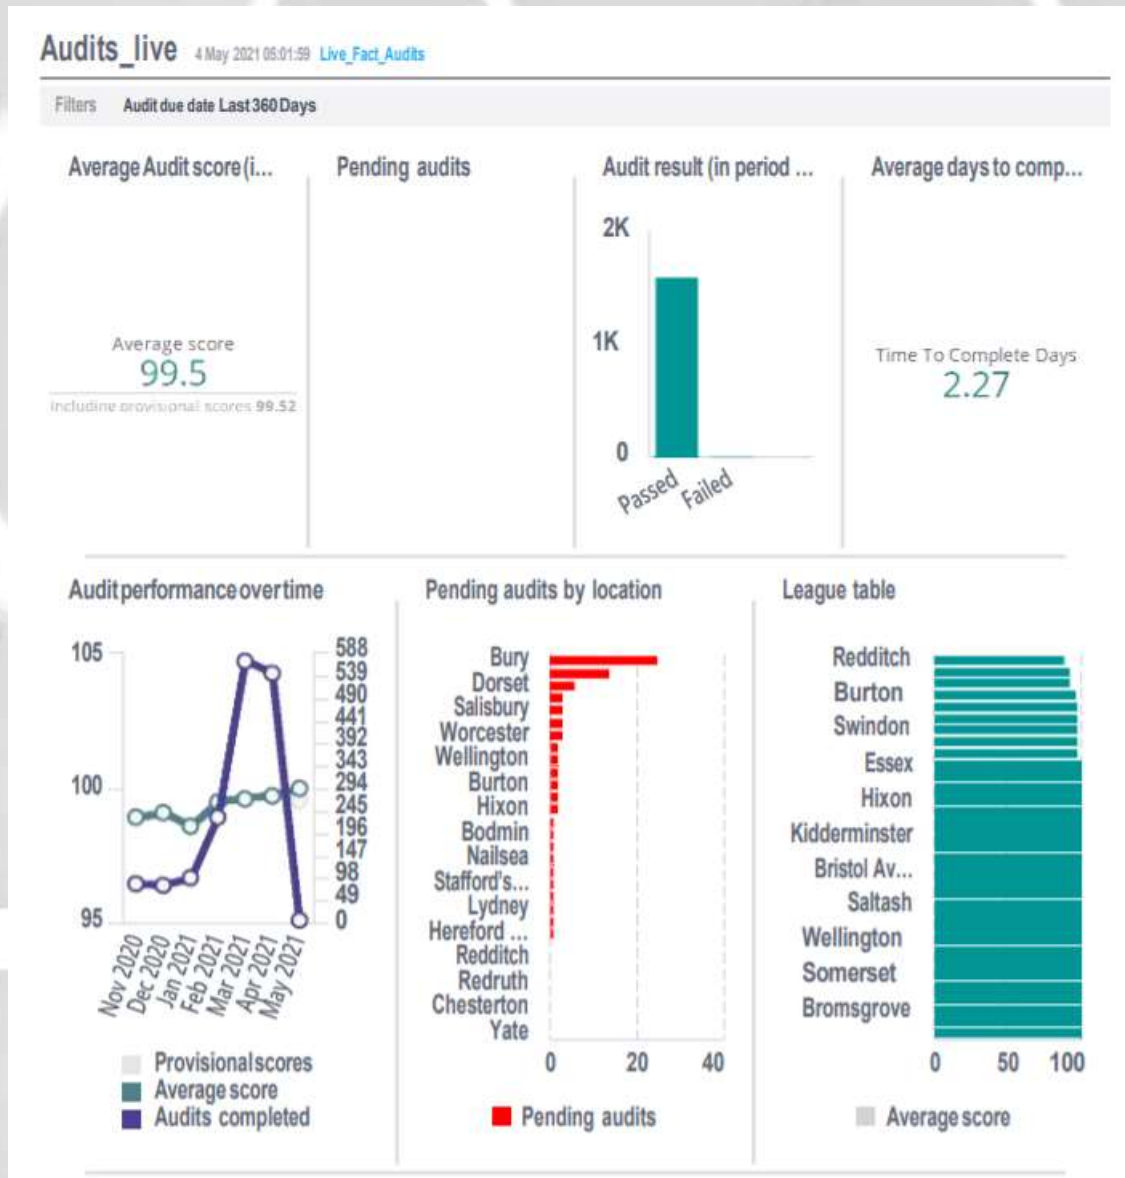 Audits_live 4 May 2021 05:01:59 Live_Fact_Audits
Filters Audit due date Last 360 Days
Average Audit score (i...
Average score
99.5
including provisional scores 99.52
Pending audits
Audit result (in period ...
2K
1K
0
Passed
Failed
Average days to comp...
Time To Complete Days
2.27
Audit performance over time
105
100
95
588
539
490
441
392
343
294
245
196
147
98
49
0
Nov 2020
Dec 2020
Jan 2021
Feb 2021
Mar 2021
Apr 2021
May 2021
Provisional scores
Average score
Audits completed
Pending audits by location
Bury
Dorset
Salisbury
Worcester
Wellington
Burton
Hixon
Bodmin
Nailsea
Stafford's...
Lydney
Hereford ...
Redditch
Redruth
Chesterton
Yate
0 20 40
Pending audits
League table
Redditch
Burton
Swindon
Essex
Hixon
Kidderminster
Bristol Av...
Saltash
Wellington
Somerset
Bromsgrove
0 50 100
Average score